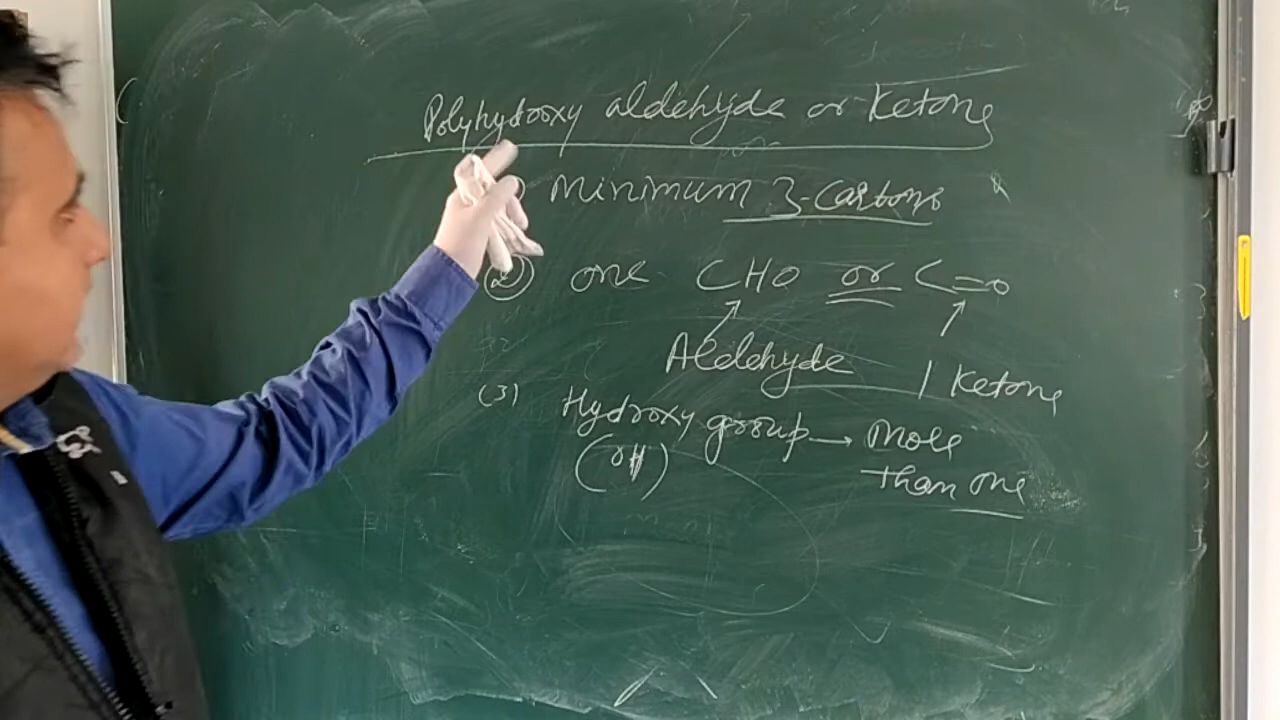 Polyhydroxy aldehyde or Ketone
Minimum 3-Carbons
(2) one CHO or C=O
Aldehyde | Ketone
(3) Hydroxy group → More
(OH) than one